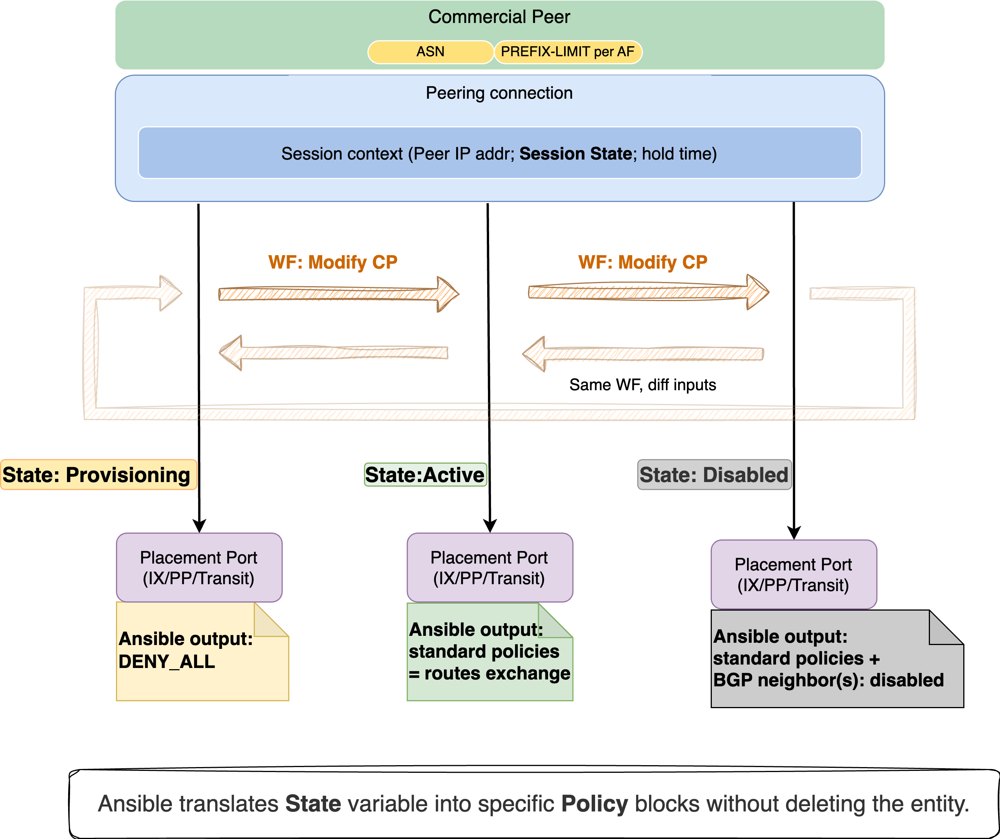 Commercial Peer
ASN
PREFIX-LIMIT per AF
Peering connection
Session context (Peer IP addr; Session State; hold time)
WF: Modify CP
WF: Modify CP
Same WF, diff inputs
State: Provisioning
State:Active
State: Disabled
Placement Port
(IX/PP/Transit)
Placement Port
(IX/PP/Transit)
Placement Port
(IX/PP/Transit)
Ansible output:
DENY_ALL
Ansible output:
standard policies
= routes exchange
Ansible output:
standard policies +
BGP neighbor(s): disabled
Ansible translates State variable into specific Policy blocks without deleting the entity.